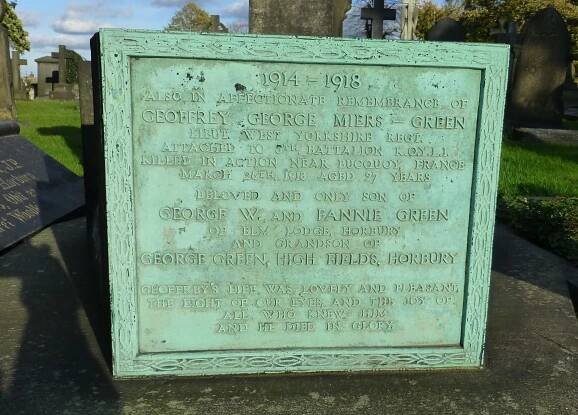 1914 – 1918
ALSO, IN AFFECTIONATE REMEMBRANCE OF
GEOFFREY GEORGE MIERS – GREEN
LIEUT. WEST YORKSHIRE REGT.
ATTACHED TO 5TH BATTALION K.O.Y.L.I.
KILLED IN ACTION NEAR BUCQUOY, FRANCE
MARCH 1918 AGED 27 YEARS
BELOVED AND ONLY SON OF
GEORGE W. AND FANNIE GREEN
OF ELM LODGE, HORBURY
AND GRANDSON OF
GEORGE GREEN, HIGH FIELDS, HORBURY
GEOFFREY'S LIFE WAS LOVELY AND PLEASANT,
THE LIGHT OF OUR EYES, AND THE JOY OF
ALL WHO KNEW HIM
AND HE DIED IN GLORY